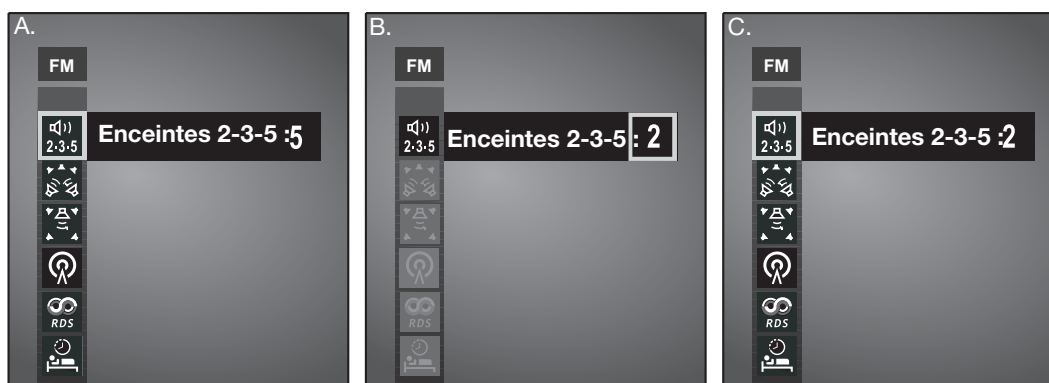 A.
FM
2·3·5
Enceintes 2-3-5 :5
RDS
B.
FM
2·3·5
Enceintes 2-3-5 : 2
RDS
C.
FM
2·3·5
Enceintes 2-3-5 :2
RDS